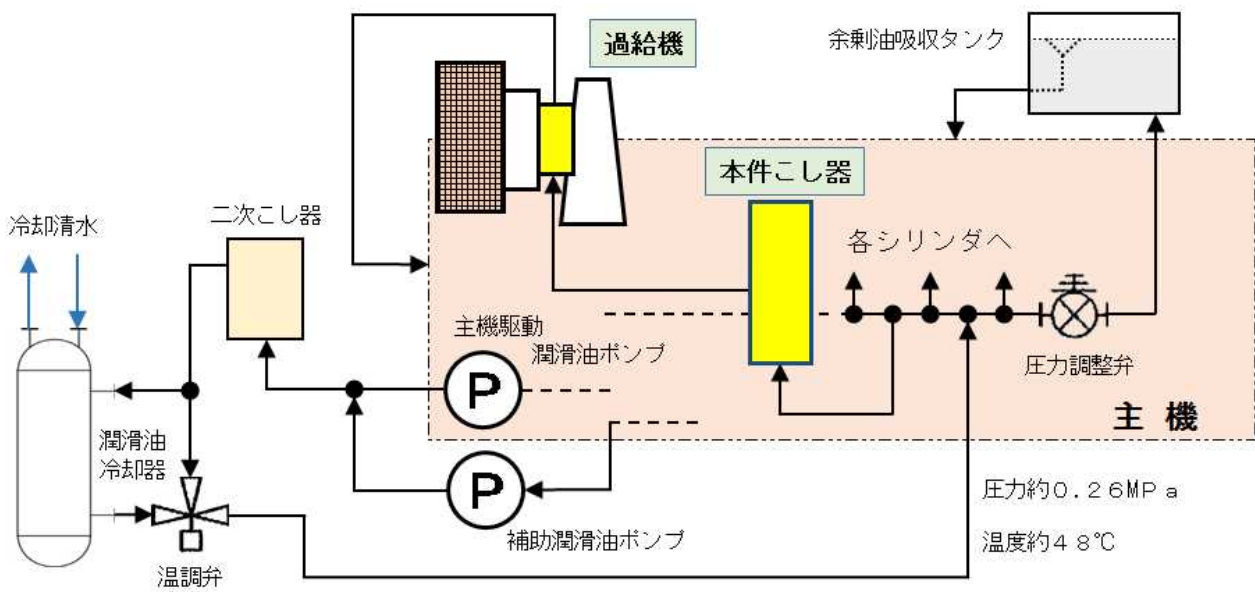 過給機
余剰油吸収タンク
本件こし器
二次こし器
冷却清水
各シリンダへ
主機駆動
潤滑油ポンプ
P
圧力調整弁
主 機
潤滑油
冷却器
P
圧力約0.26MPa
補助潤滑油ポンプ
温度約48℃
温調弁